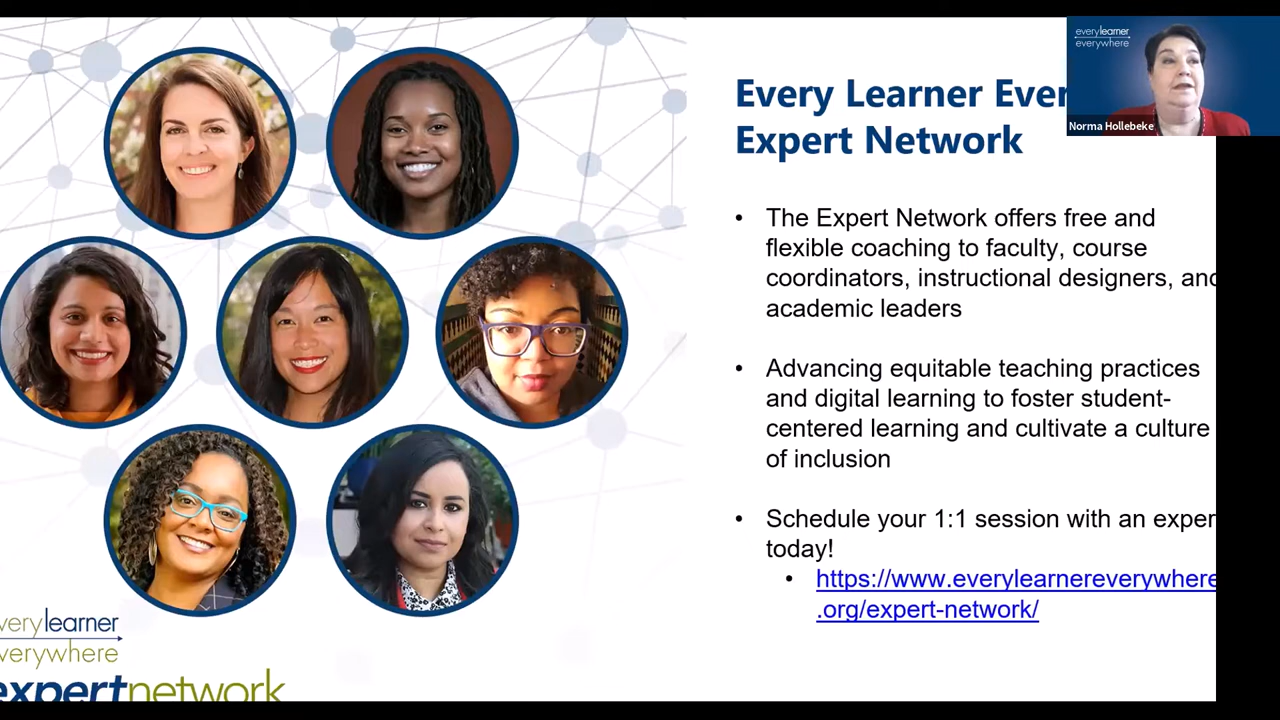 everylearner
everywhere
Norma Hollebeke
Every Learner Ever
Expert Network
• The Expert Network offers free and
flexible coaching to faculty, course
coordinators, instructional designers, and
academic leaders
• Advancing equitable teaching practices
and digital learning to foster student-
centered learning and cultivate a culture
of inclusion
• Schedule your 1:1 session with an exper
today!
• https://www.everylearnereverywhere
.org/expert-network/
verylearner
verywhere
expertnetwork